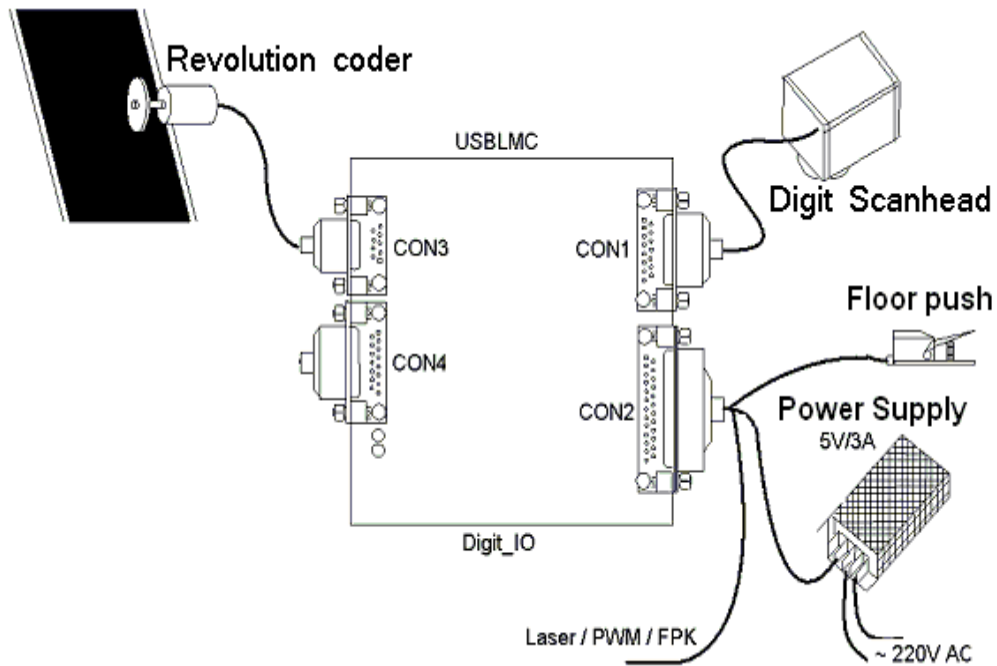 Revolution coder
USBLMC
Digit Scanhead
CON3
CON1
Floor push
CON4
CON2
Power Supply
5V/3A
Digit_IO
Laser / PWM / FPK
~ 220V AC